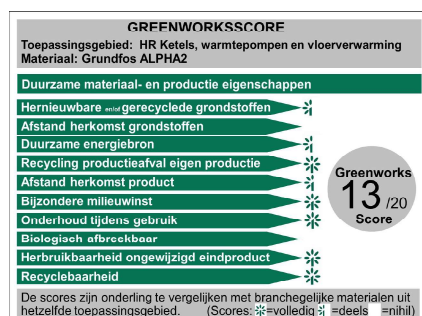 GREENWORKSSCORE
Toepassingsgebied: HR Ketels, warmtepompen en vloerverwarming
Materiaal: Grundfos ALPHA2
Duurzame materiaal- en productie eigenschappen
Hernieuwbare en/of gerecyclede grondstoffen
Afstand herkomst grondstoffen
Duurzame energiebron
Recycling productieafval eigen productie
Afstand herkomst product
Bijzondere milieuwinst
Onderhoud tijdens gebruik
Biologisch afbreekbaar
Herbruikbaarheid ongewijzigd eindproduct
Recyclebaarheid
Greenworks
13 /20
Score
De scores zijn onderling te vergelijken met branchegelijke materialen uit
hetzelfde toepassingsgebied. (Scores: =volledig =deels =nihil)